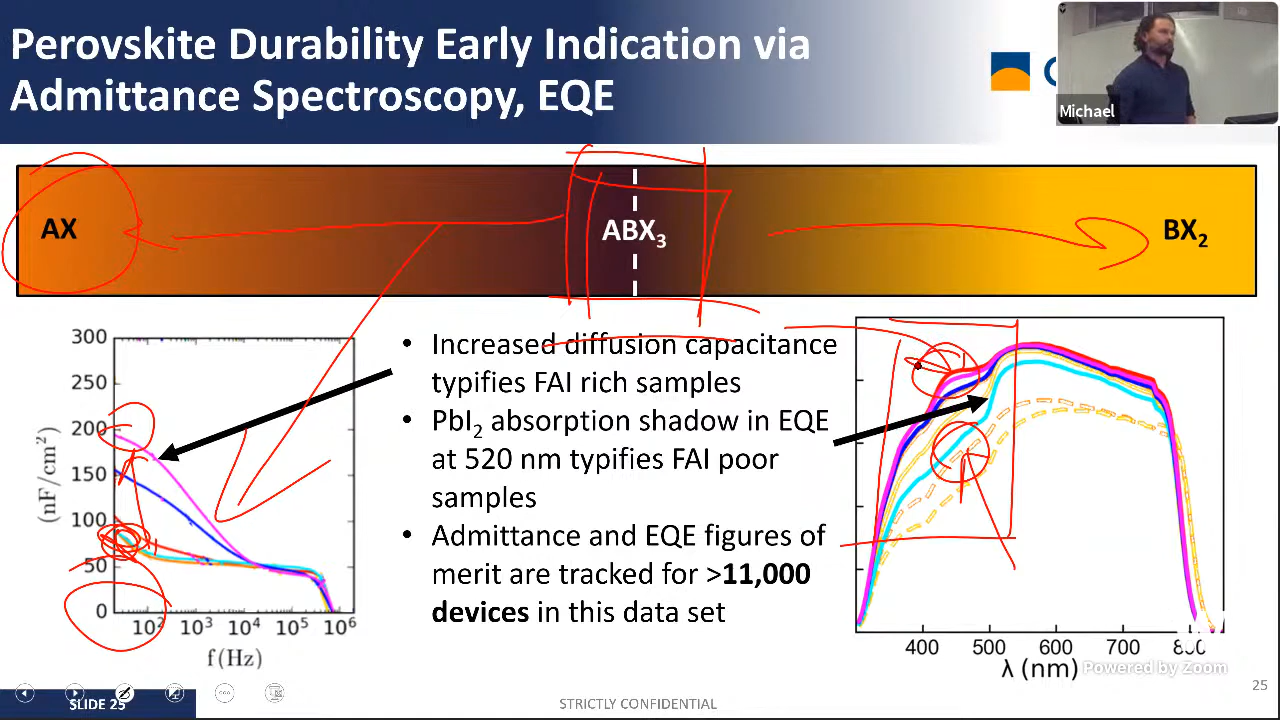 Perovskite Durability Early Indication via
Admittance Spectroscopy, EQE
Michael
AX
ABX₃
BX₂
300
250
200
150
100
50
0
(nF/cm²)
10² 10³ 10⁴ 10⁵ 10⁶
f (Hz)
• Increased diffusion capacitance
typifies FAI rich samples
• PbI₂ absorption shadow in EQE
at 520 nm typifies FAI poor
samples
• Admittance and EQE figures of
merit are tracked for >11,000
devices in this data set
400 500 600 700 800
λ (nm)
Powered by Zoom
25
SLIDE 25
STRICTLY CONFIDENTIAL